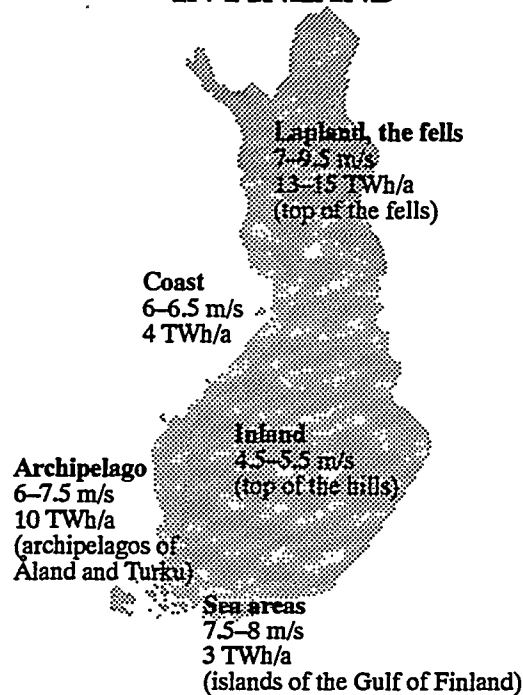 IN FINLAND
Lapland, the fells
7–9.5 m/s
13–15 TWh/a
(top of the fells)
Coast
6–6.5 m/s
4 TWh/a
Inland
4.5–5.5 m/s
(top of the hills)
Archipelago
6–7.5 m/s
10 TWh/a
(archipelagos of
Åland and Turku)
Sea areas
7.5–8 m/s
3 TWh/a
(islands of the Gulf of Finland)